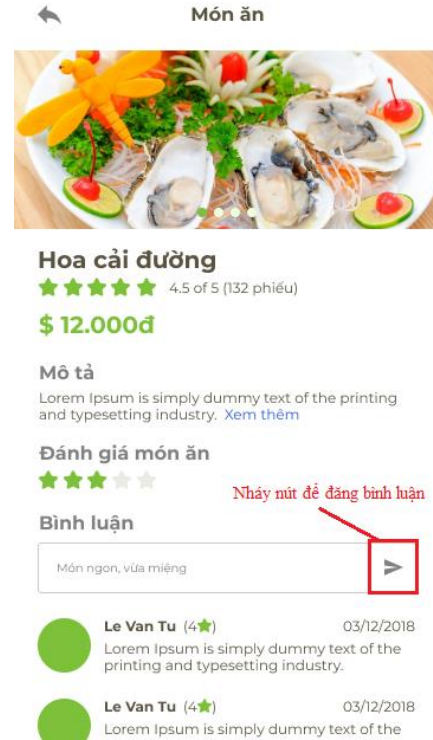 Món ăn
Hoa cải đường
4.5 of 5 (132 phiếu)
$ 12.000đ
Mô tả
Lorem Ipsum is simply dummy text of the printing
and typesetting industry. Xem thêm
Đánh giá món ăn
Nháy nút để đăng bình luận
Bình luận
Món ngon, vừa miệng
Le Van Tu (4★) 03/12/2018
Lorem Ipsum is simply dummy text of the
printing and typesetting industry.
Le Van Tu (4★) 03/12/2018
Lorem Ipsum is simply dummy text of the